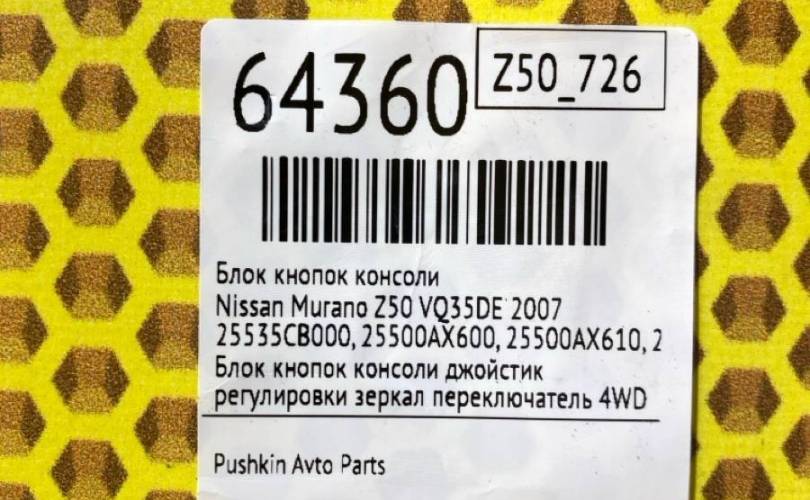 64360
Z50_726
Блок кнопок консоли
Nissan Murano Z50 VQ35DE 2007
25535CB000, 25500AX600, 25500AX610, 2
Блок кнопок консоли джойстик
регулировки зеркал переключатель 4WD
Pushkin Avto Parts